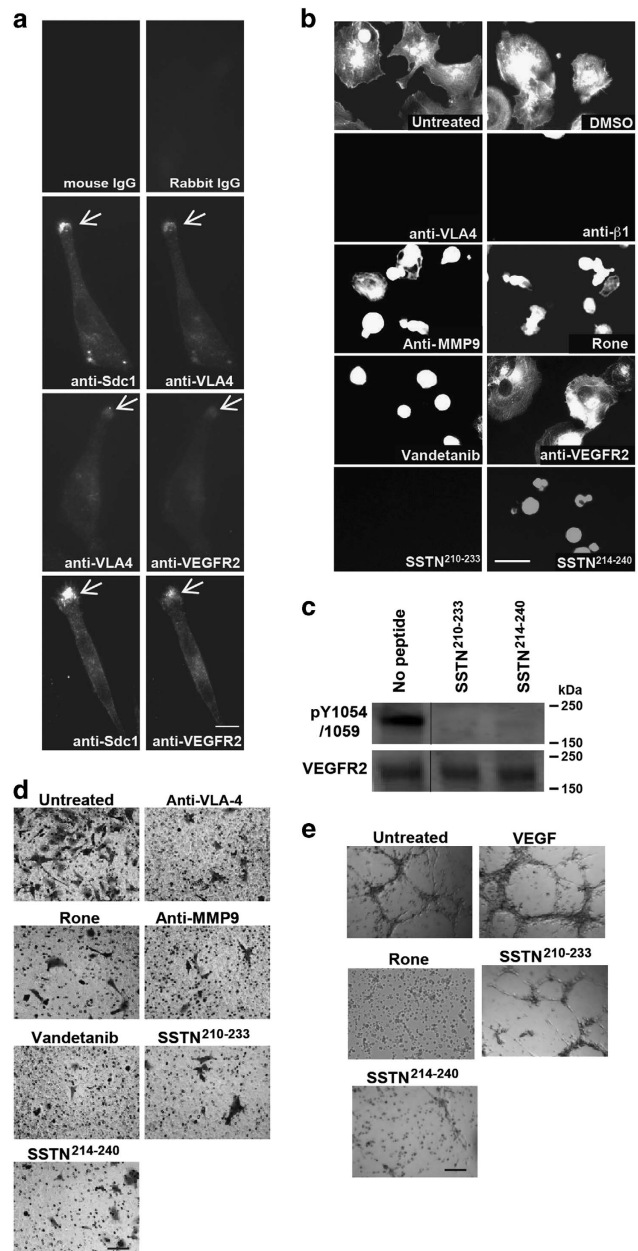 a
mouse IgG
Rabbit IgG
anti-Sdc1
anti-VLA4
anti-VLA4
anti-VEGFR2
anti-Sdc1
anti-VEGFR2
b
Untreated
DMSO
anti-VLA4
anti-β1
Anti-MMP9
Rone
Vandetanib
anti-VEGFR2
SSTN210-233
SSTN214-240
c
No peptide
SSTN210-233
SSTN214-240
kDa
pY1054
/1059
250
150
VEGFR2
250
150
d
Untreated
Anti-VLA-4
Rone
Anti-MMP9
Vandetanib
SSTN210-233
SSTN214-240
e
Untreated
VEGF
Rone
SSTN210-233
SSTN214-240